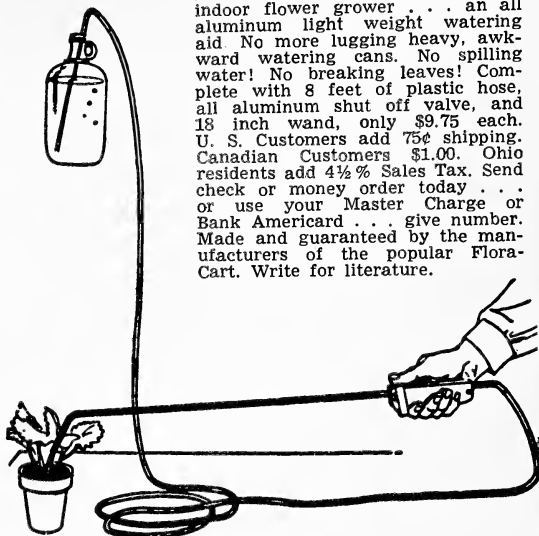 indoor flower grower . . . an all
aluminum light weight watering
aid. No more lugging heavy, awk-
ward watering cans. No spilling
water! No breaking leaves! Com-
plete with 8 feet of plastic hose,
all aluminum shut off valve, and
18 inch wand, only $9.75 each.
U. S. Customers add 75¢ shipping.
Canadian Customers $1.00. Ohio
residents add 4½% Sales Tax. Send
check or money order today . . .
or use your Master Charge or
Bank Americard . . . give number.
Made and guaranteed by the man-
ufacturers of the popular Flora-
Cart. Write for literature.